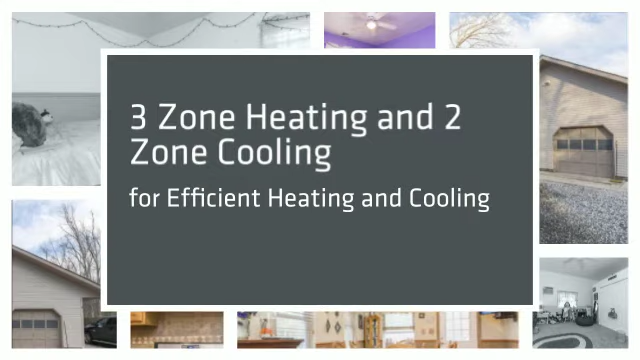 3 Zone Heating and 2
Zone Cooling
for Efficient Heating and Cooling